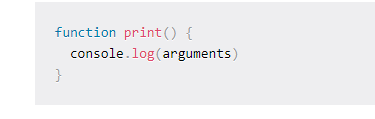 function print() {
  console.log(arguments)
}